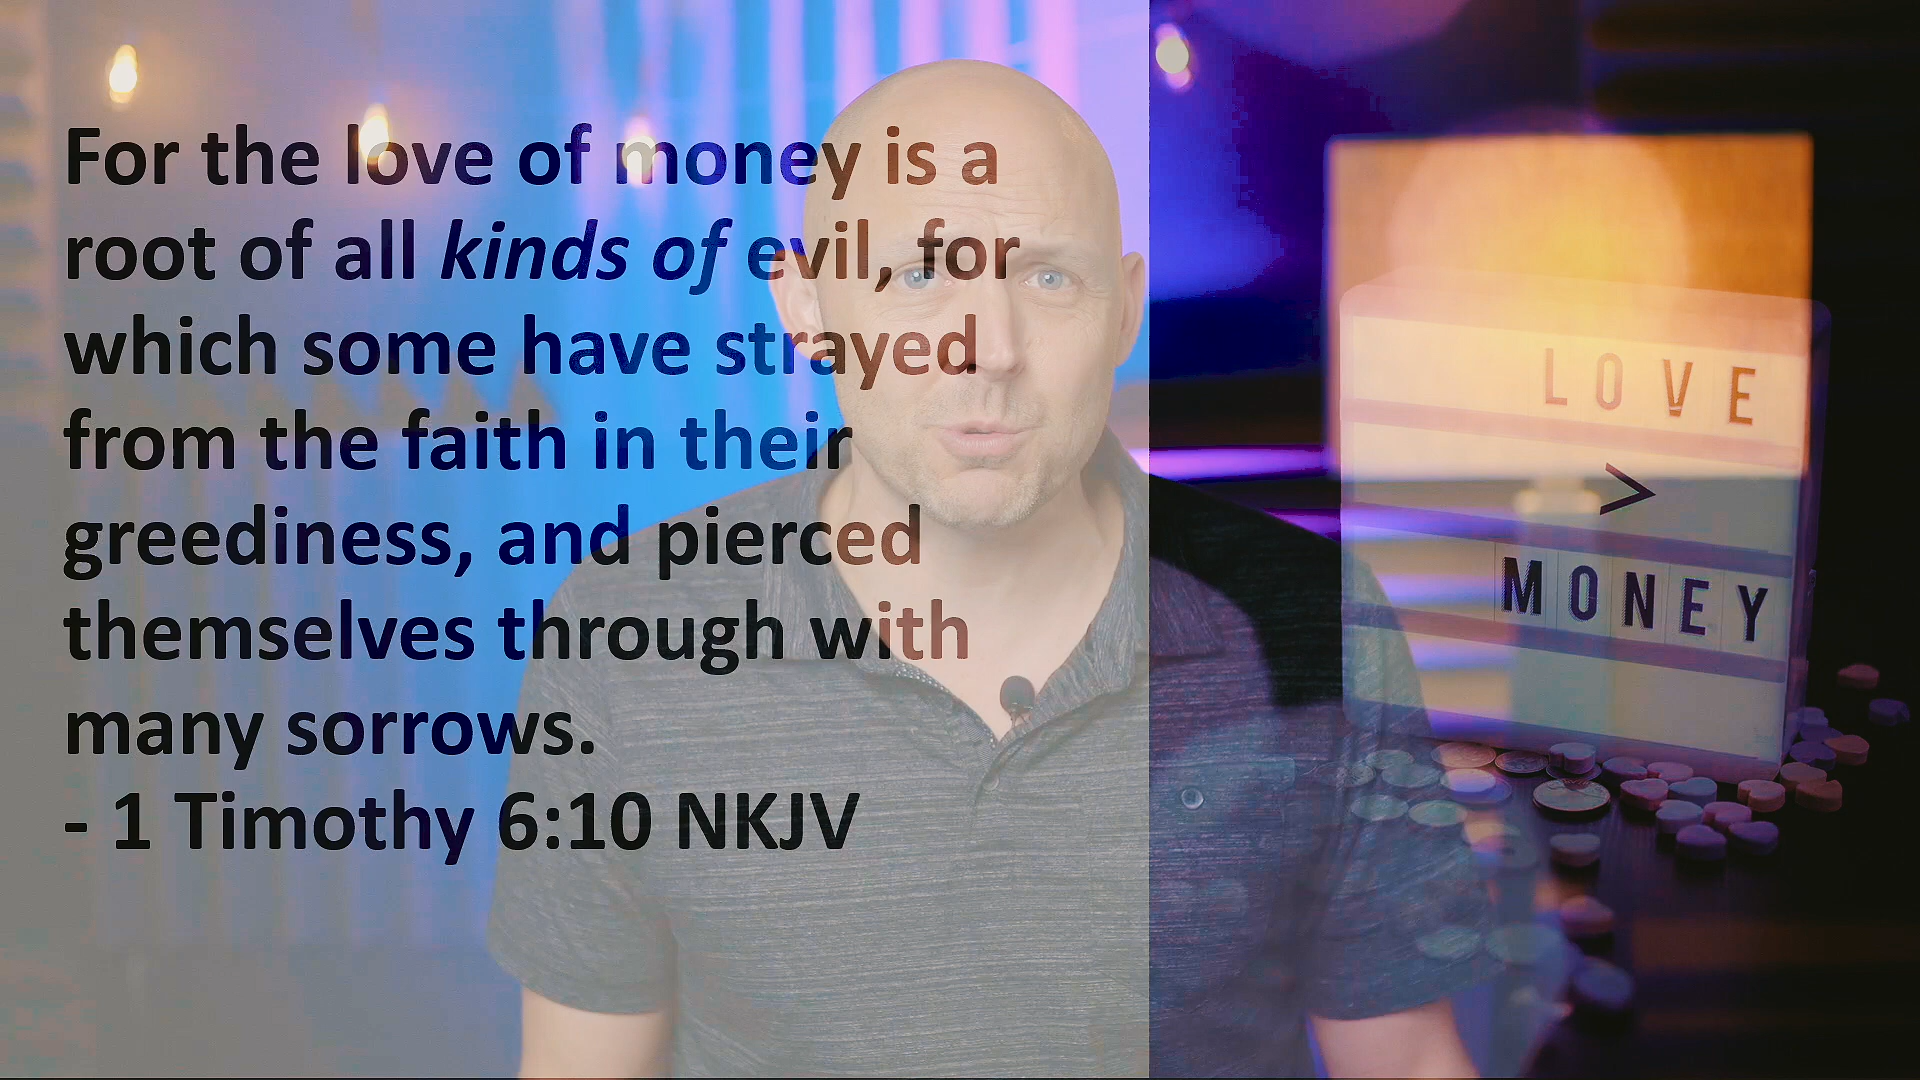 For the love of money is a
root of all kinds of evil, for
which some have strayed
from the faith in their
greediness, and pierced
themselves through with
many sorrows.
- 1 Timothy 6:10 NKJV
LOVE
>
MONEY